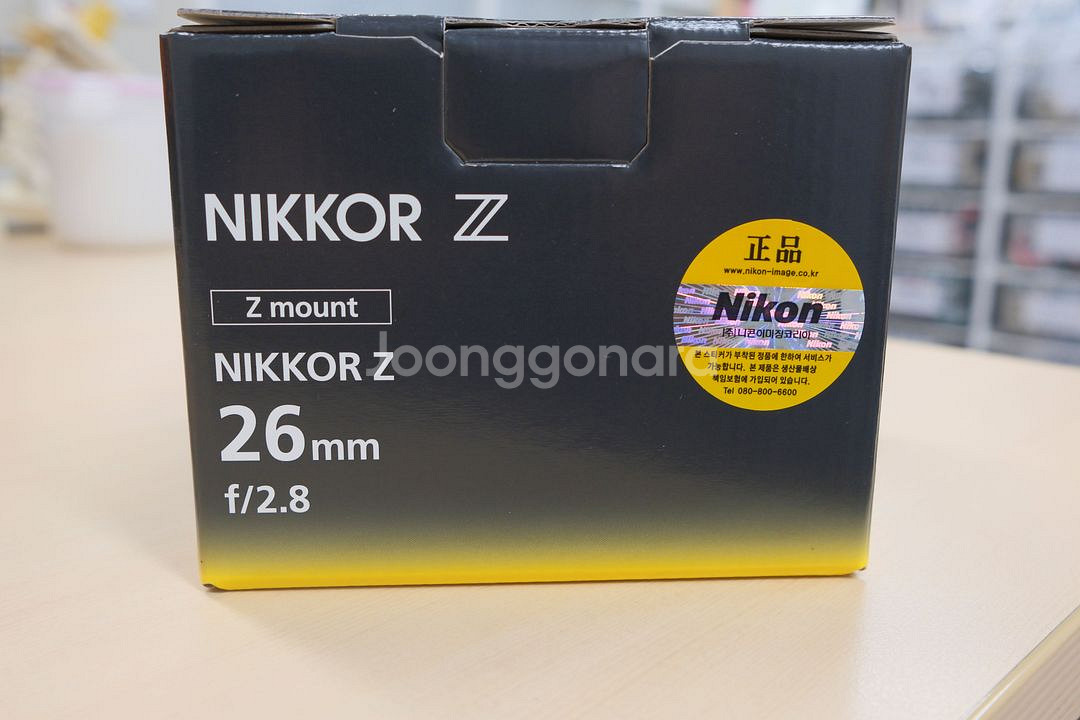 NIKKOR Z
Z mount
NIKKOR Z
26mm
f/2.8
正品
www.nikon-image.co.kr
Nikon
(주)니콘이미징코리아
본 스티커가 부착된 정품에 한하여 서비스가
가능합니다. 본 제품은 생산물배상
책임보험에 가입되어 있습니다.
Tel 080-800-6600
Joonggonara